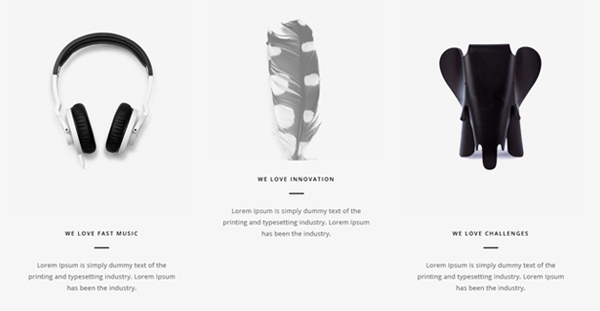 WE LOVE INNOVATION
Lorem Ipsum is simply dummy text of the
printing and typesetting industry. Lorem Ipsum
has been the industry.
WE LOVE FAST MUSIC
Lorem Ipsum is simply dummy text of the
printing and typesetting industry. Lorem Ipsum
has been the industry.
WE LOVE CHALLENGES
Lorem Ipsum is simply dummy text of the
printing and typesetting industry. Lorem Ipsum
has been the industry.